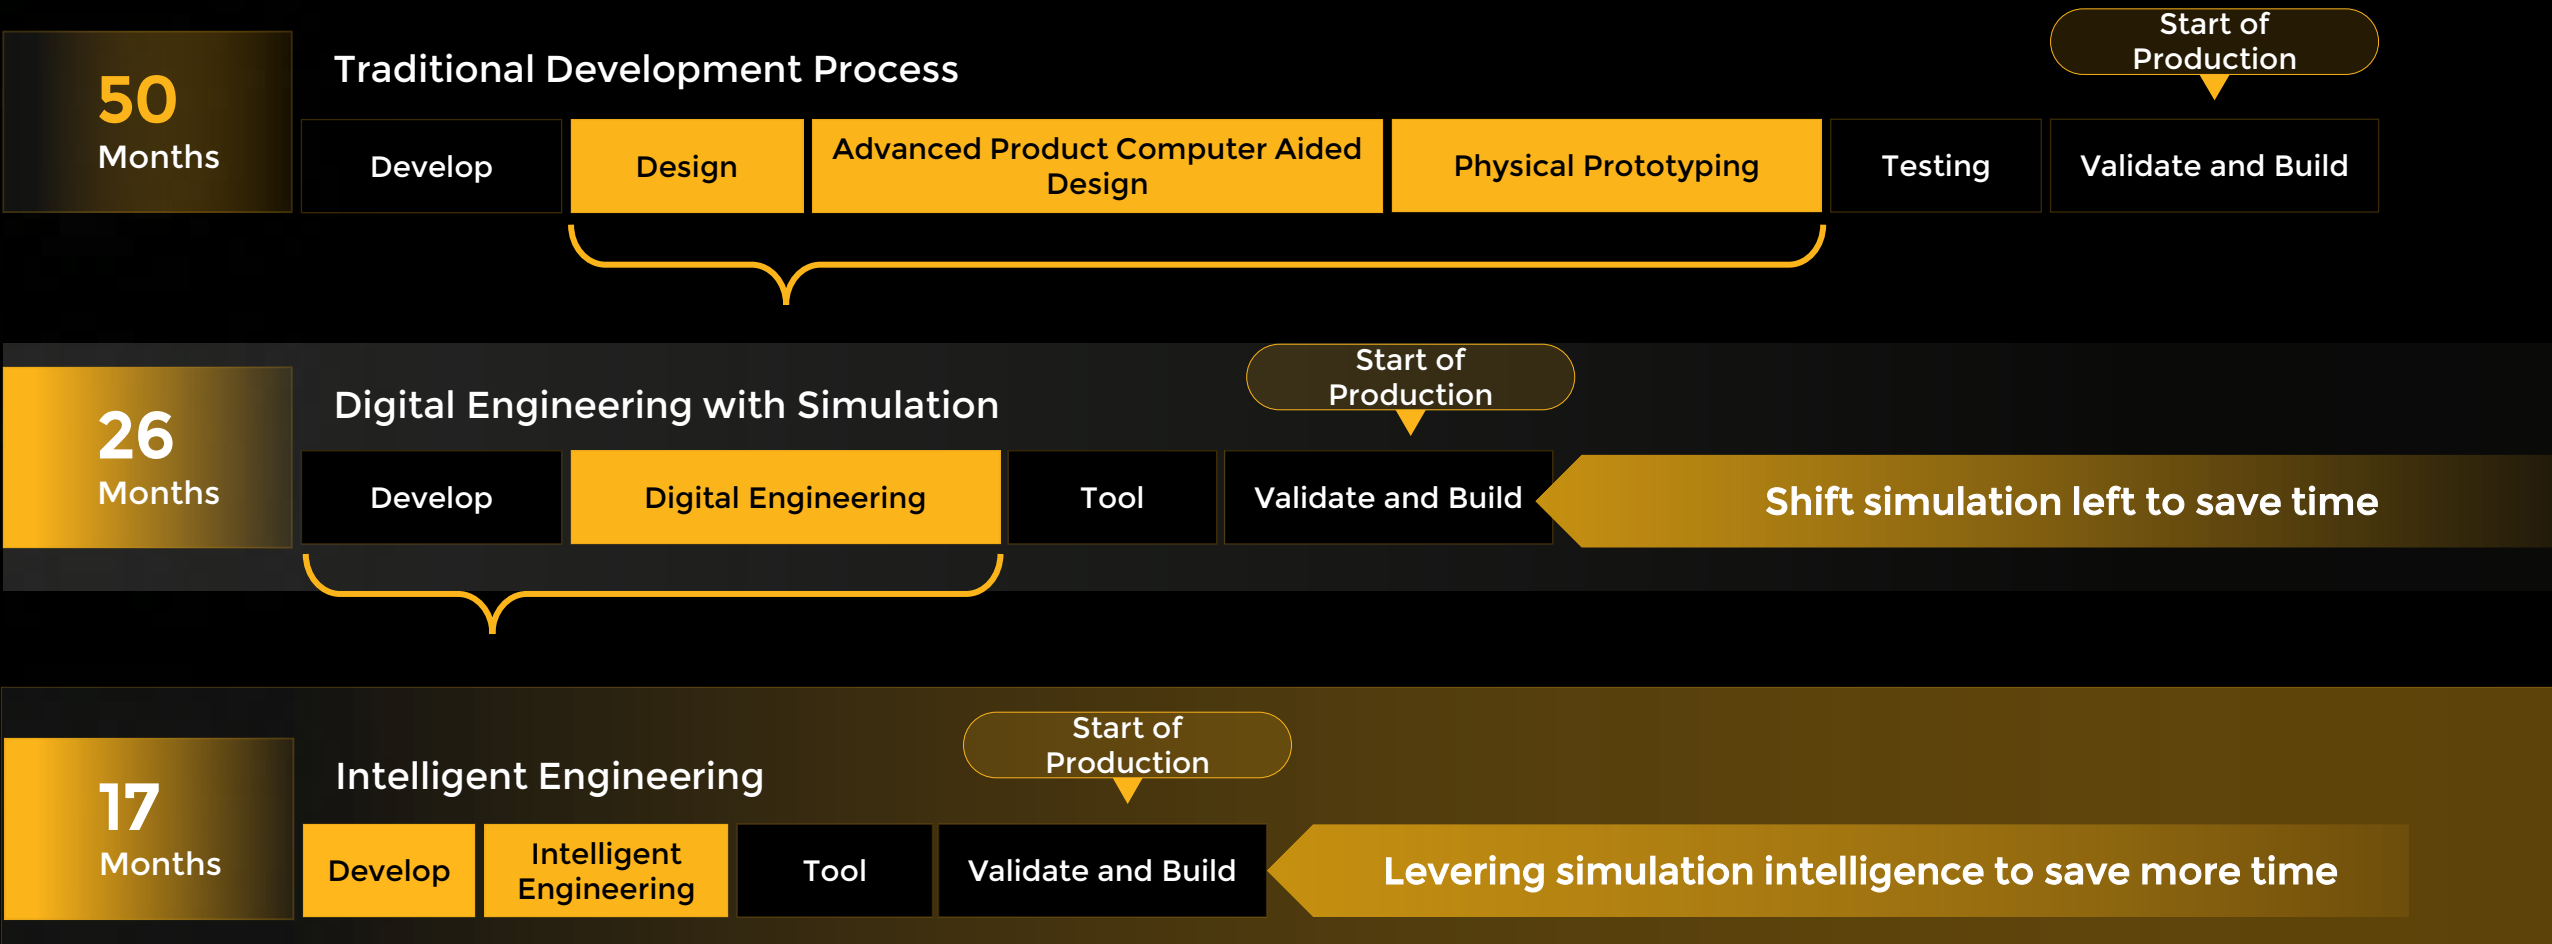 Start of
Production
50
Months
Traditional Development Process
Develop
Design
Advanced Product Computer Aided
Design
Physical Prototyping
Testing
Validate and Build
26
Months
Digital Engineering with Simulation
Start of
Production
Develop
Digital Engineering
Tool
Validate and Build
Shift simulation left to save time
17
Months
Intelligent Engineering
Start of
Production
Develop
Intelligent
Engineering
Tool
Validate and Build
Levering simulation intelligence to save more time